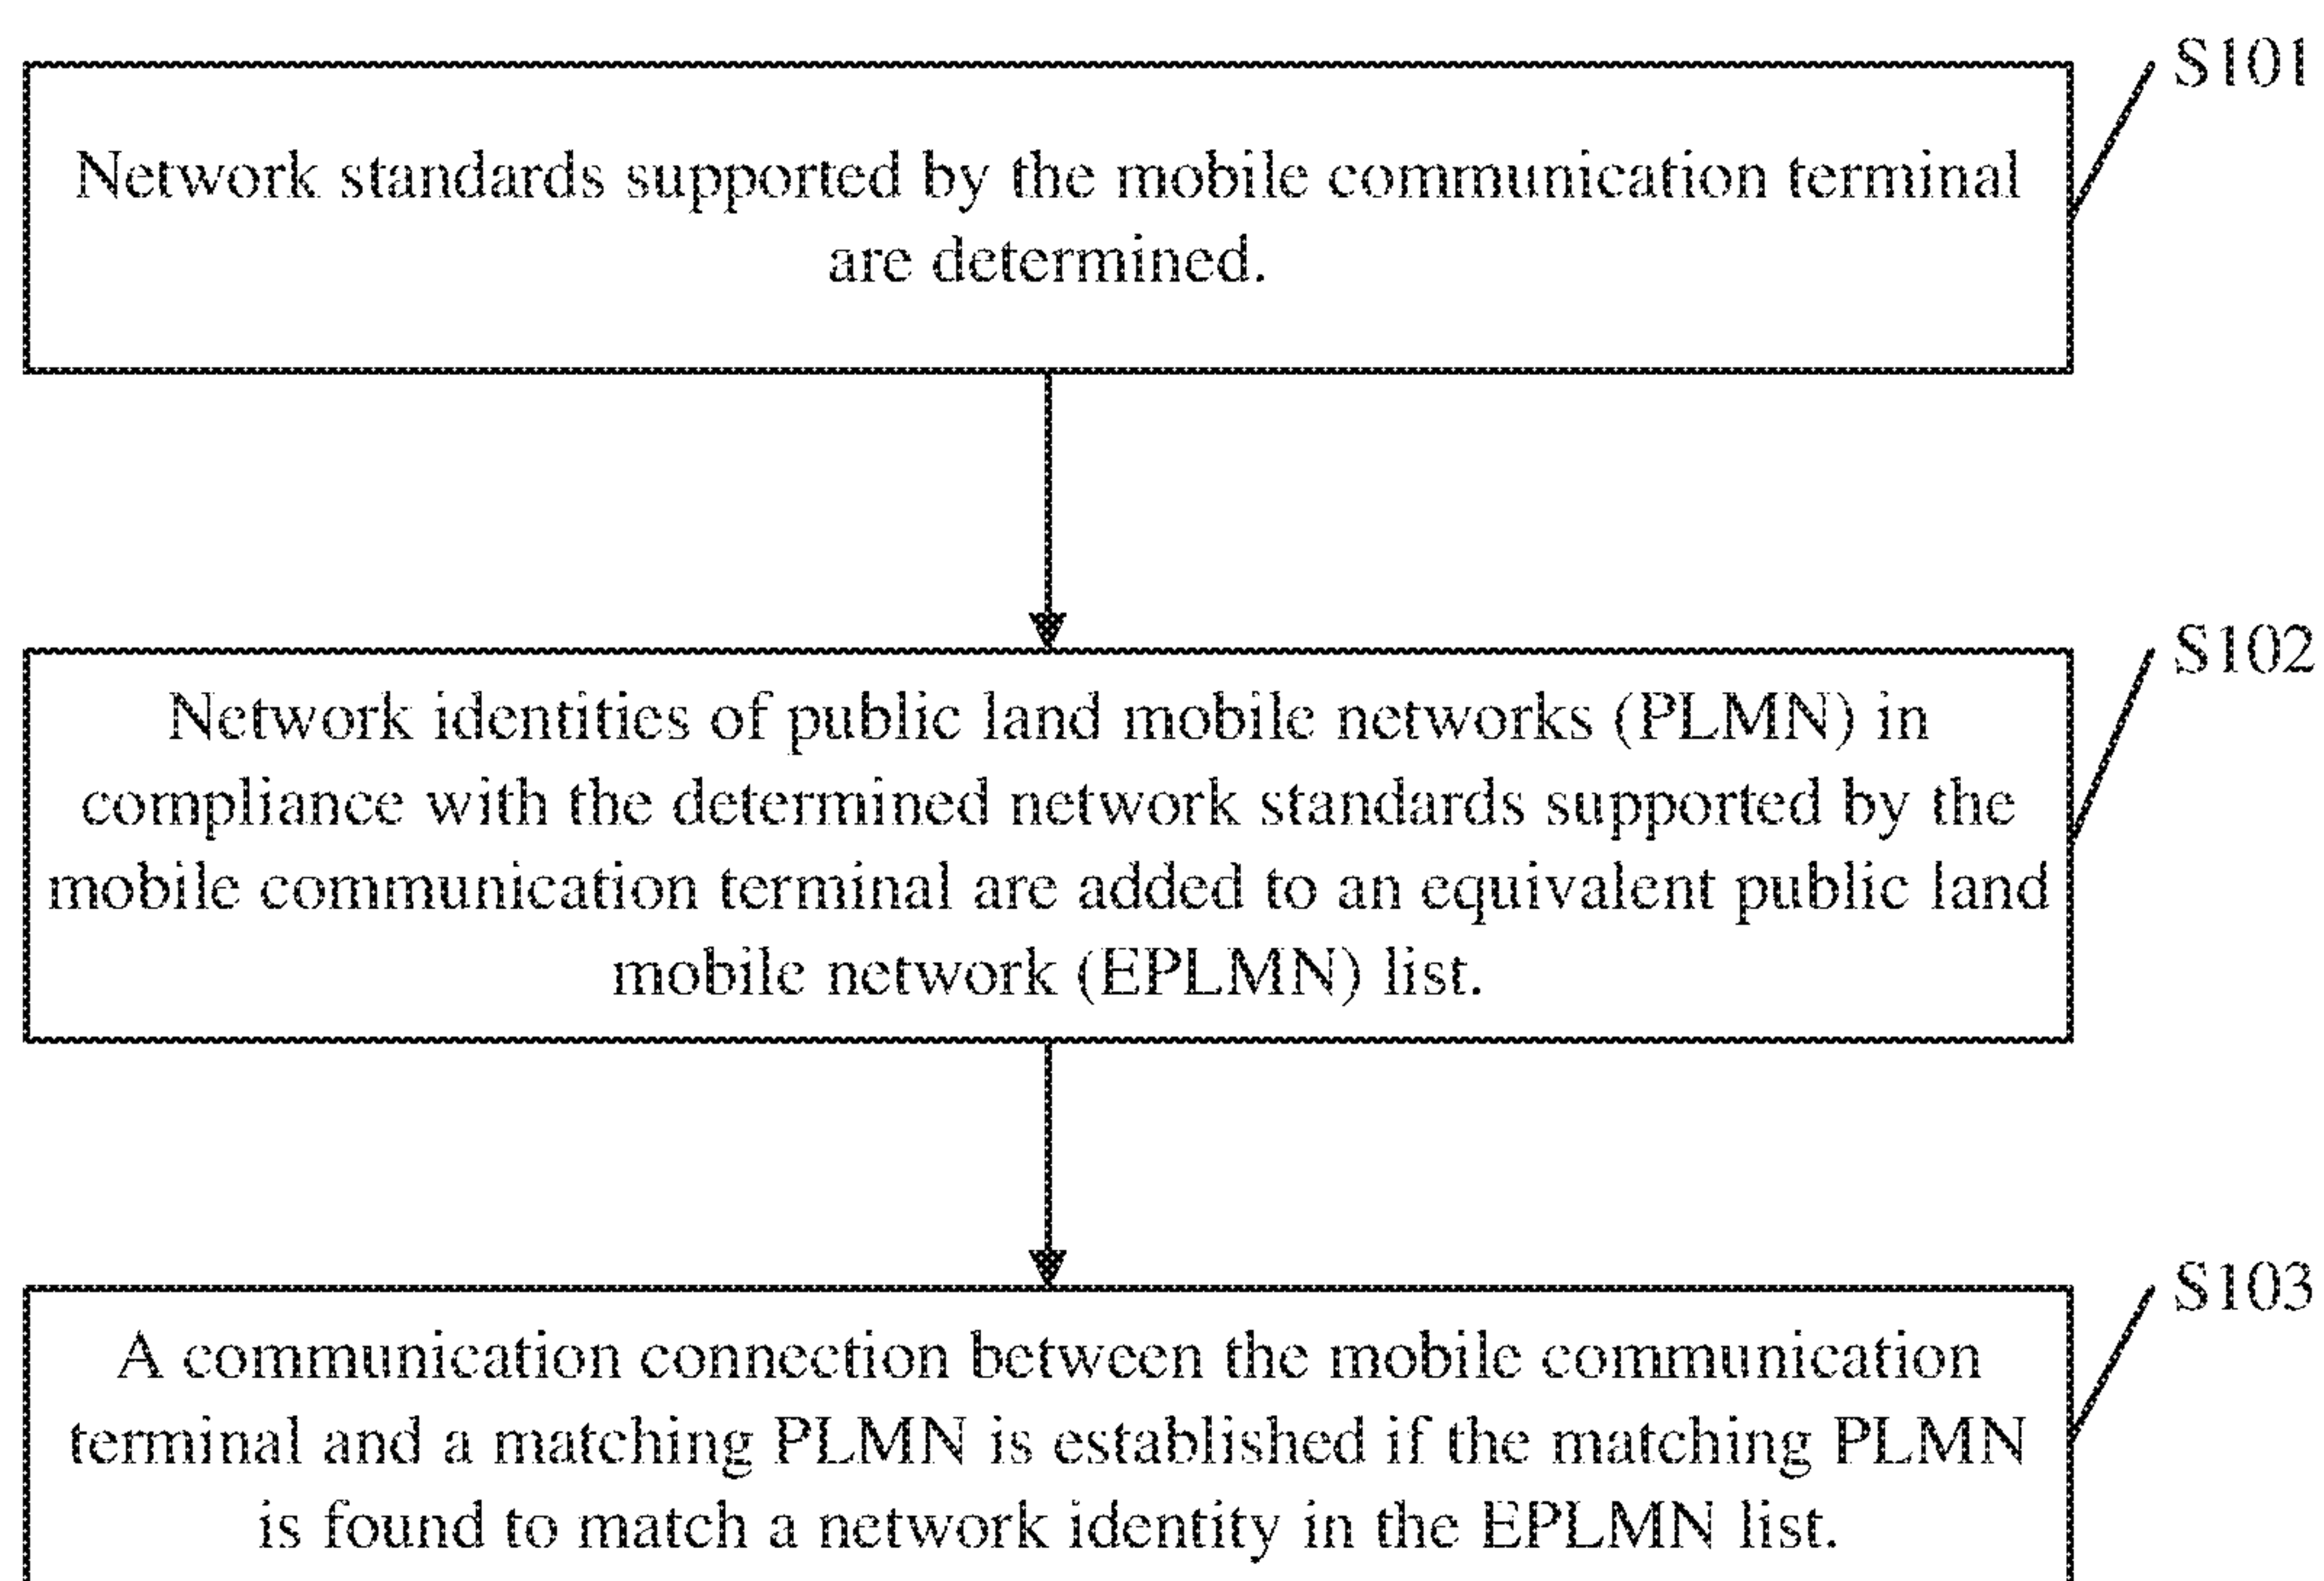 S101
Network standards supported by the mobile communication terminal
are determined.
S102
Network identities of public land mobile networks (PLMN) in
compliance with the determined network standards supported by the
mobile communication terminal are added to an equivalent public land
mobile network (EPLMN) list.
S103
A communication connection between the mobile communication
terminal and a matching PLMN is established if the matching PLMN
is found to match a network identity in the EPLMN list.